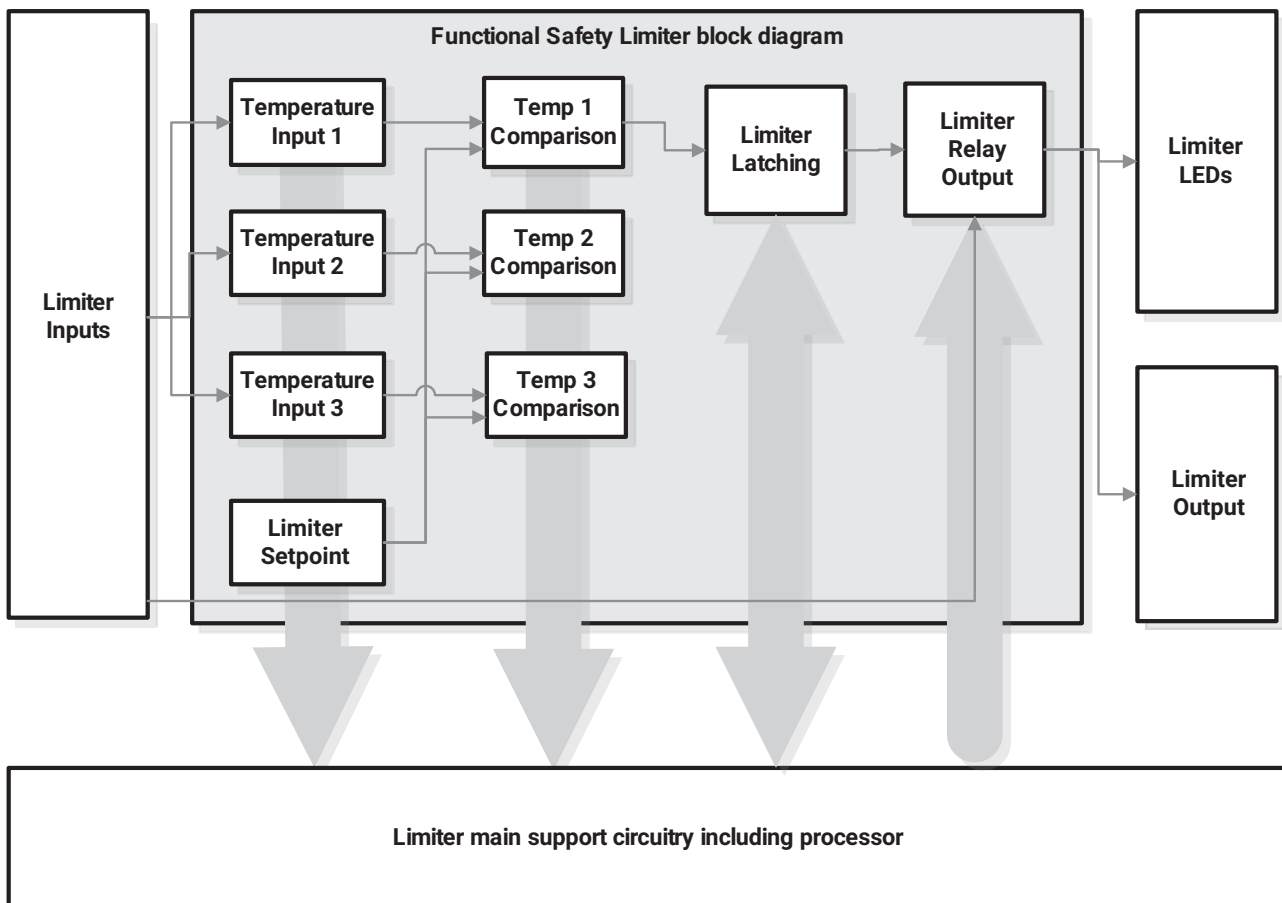 Functional Safety Limiter block diagram
Temperature
Input 1
Temp 1
Comparison
Limiter
Latching
Limiter
Relay
Output
Limiter
LEDs
Temperature
Input 2
Temp 2
Comparison
Limiter
Inputs
Temperature
Input 3
Temp 3
Comparison
Limiter
Output
Limiter
Setpoint
Limiter main support circuitry including processor